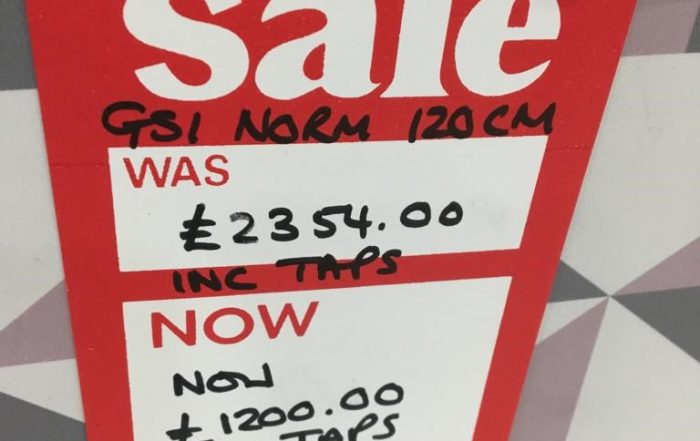 Sale
GSI NORM 120CM
WAS
£2354.00
INC TAPS
NOW
NOW
£1200.00
TAPS